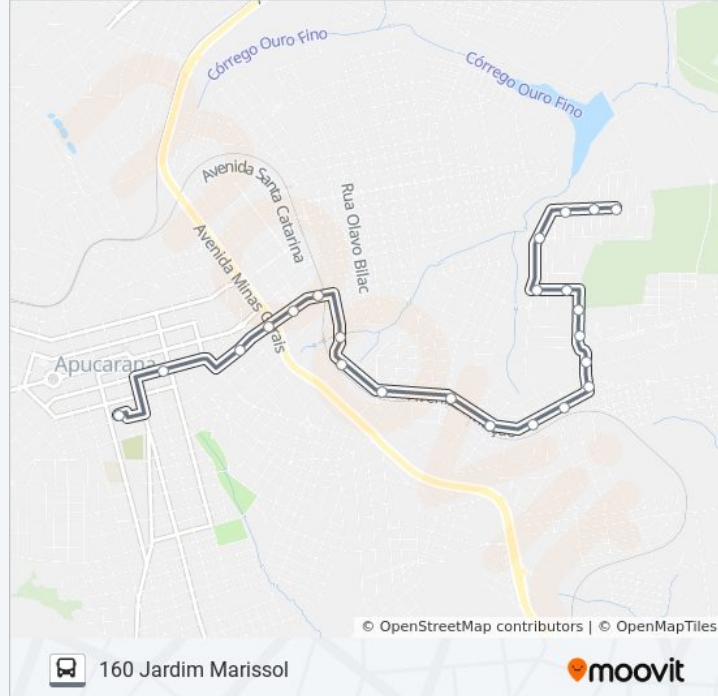 Córrego Ouro Fino
Córrego Ouro Fino
Avenida Santa Catarina
Rua Olavo Bilac
Avenida Minas Gerais
Apucarana
© OpenStreetMap contributors | © OpenMapTiles
160 Jardim Marissol
moovit